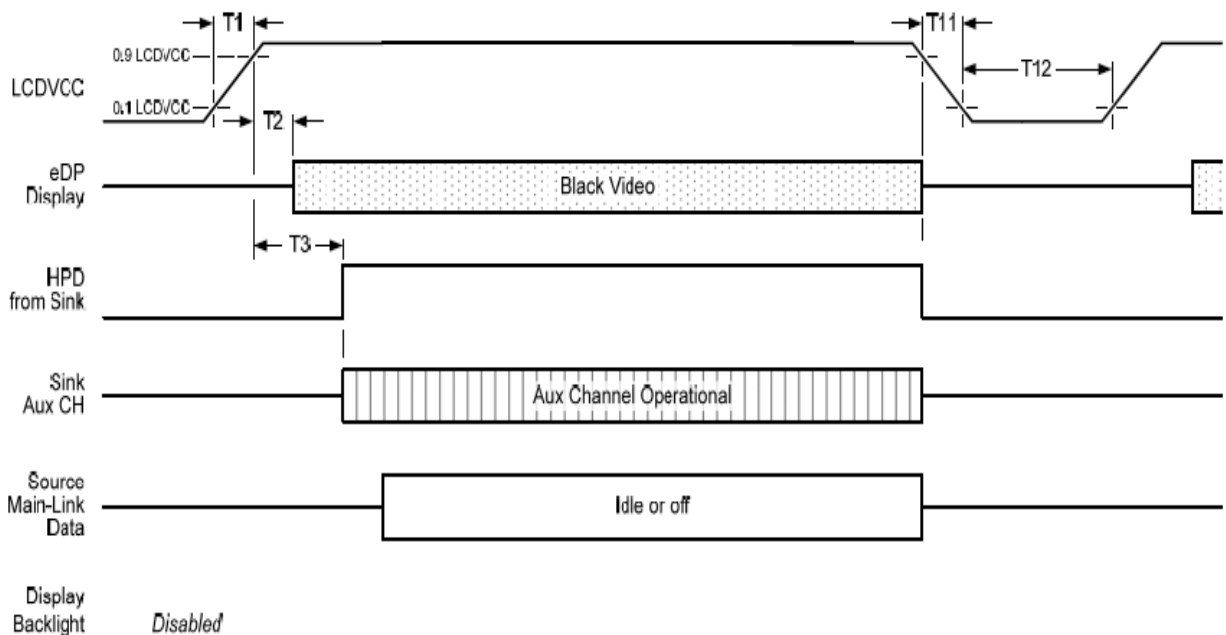 T1
T11
0.9 LCDVCC
LCDVCC
T12
0.1 LCDVCC
T2
eDP
Display
Black Video
T3
HPD
from Sink
Sink
Aux CH
Aux Channel Operational
Source
Main-Link
Data
Idle or off
Display
Backlight
Disabled